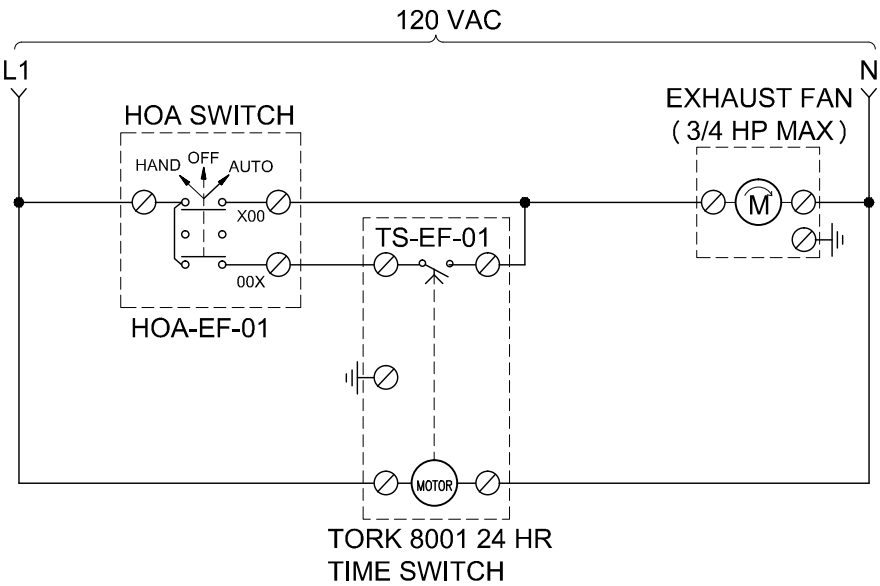 120 VAC
L1
N
HOA SWITCH
EXHAUST FAN
( 3/4 HP MAX )
HAND OFF AUTO
X00
M
TS-EF-01
00X
HOA-EF-01
MOTOR
TORK 8001 24 HR
TIME SWITCH